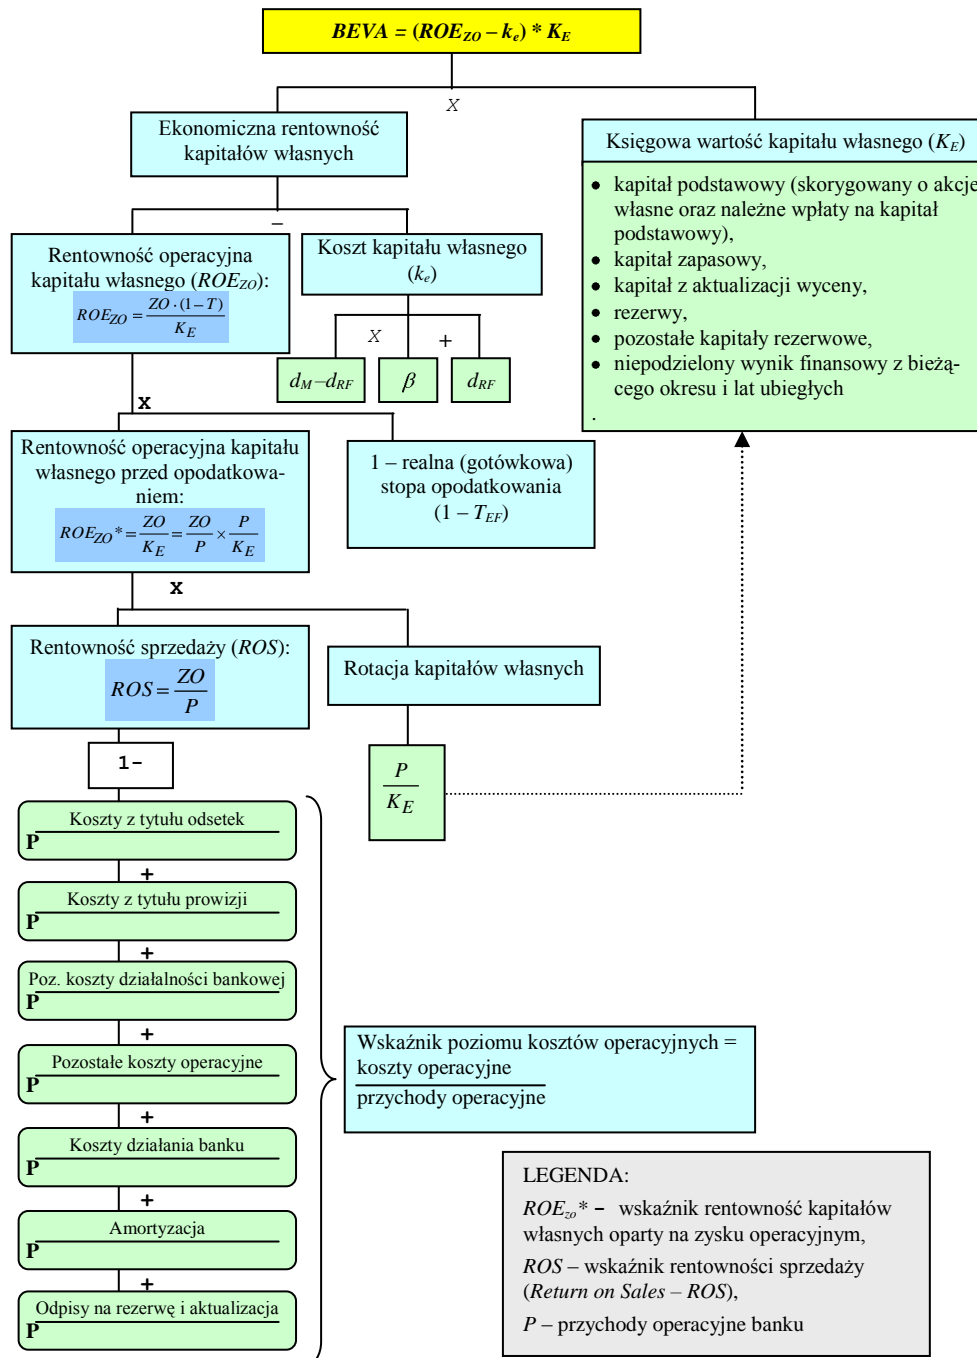 BEVA = (ROE_ZO – k_e) * K_E
X
Ekonomiczna rentowność
kapitałów własnych
Księgowa wartość kapitału własnego (K_E)
• kapitał podstawowy (skorygowany o akcje
własne oraz należne wpłaty na kapitał
podstawowy),
• kapitał zapasowy,
• kapitał z aktualizacji wyceny,
• rezerwy,
• pozostałe kapitały rezerwowe,
• niepodzielony wynik finansowy z bieżą-
cego okresu i lat ubiegłych
.
–
Rentowność operacyjna
kapitału własnego (ROE_ZO):
ROE_ZO = ZO · (1 – T) / K_E
Koszt kapitału własnego
(k_e)
X +
d_M – d_RF
β
d_RF
x
Rentowność operacyjna kapitału
własnego przed opodatkowa-
niem:
ROE_ZO* = ZO / K_E = ZO / P × P / K_E
1 – realna (gotówkowa)
stopa opodatkowania
(1 – T_EF)
x
Rentowność sprzedaży (ROS):
ROS = ZO / P
Rotacja kapitałów własnych
P / K_E
1-
Koszty z tytułu odsetek
P
+
Koszty z tytułu prowizji
P
+
Poz. koszty działalności bankowej
P
+
Pozostałe koszty operacyjne
P
+
Koszty działania banku
P
+
Amortyzacja
P
+
Odpisy na rezerwę i aktualizacja
P
Wskaźnik poziomu kosztów operacyjnych =
koszty operacyjne
przychody operacyjne
LEGENDA:
ROE_zo* – wskaźnik rentowność kapitałów
własnych oparty na zysku operacyjnym,
ROS – wskaźnik rentowności sprzedaży
(Return on Sales – ROS),
P – przychody operacyjne banku